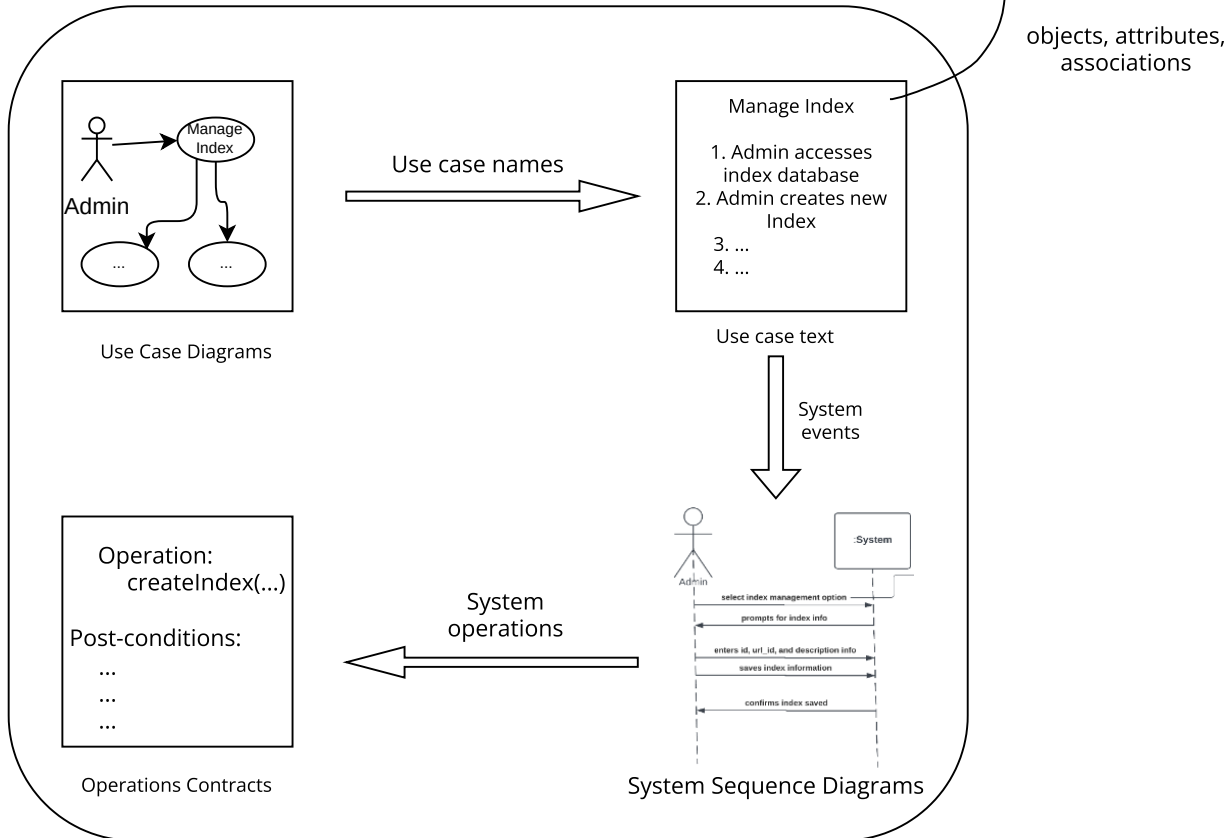 objects, attributes,
associations
Manage
Index
Admin
...
...
Use Case Diagrams
Use case names
Manage Index
1. Admin accesses
index database
2. Admin creates new
Index
3. ...
4. ...
Use case text
System
events
Admin
:System
select index management option
prompts for index info
enters id, url_id, and description info
saves index information
confirms index saved
System Sequence Diagrams
System
operations
Operation:
createIndex(...)
Post-conditions:
...
...
...
Operations Contracts